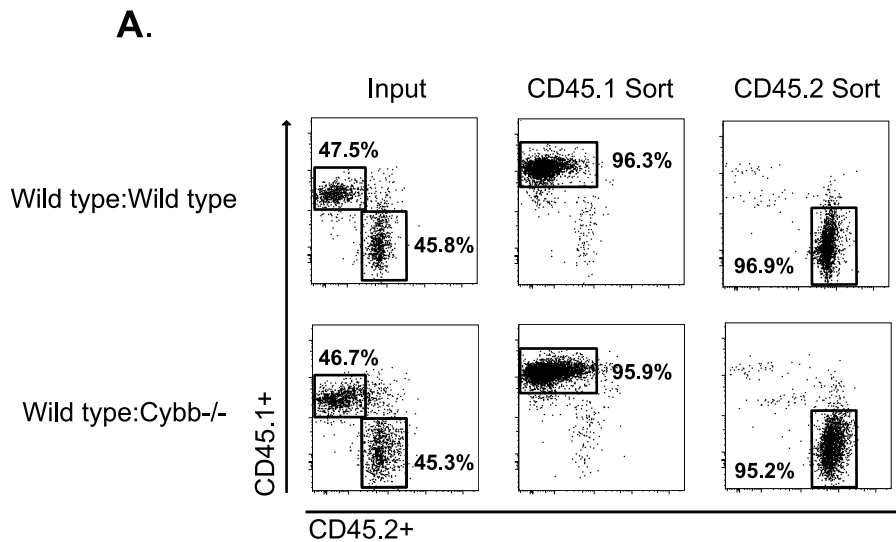 A.
Input
CD45.1 Sort
CD45.2 Sort
Wild type:Wild type
47.5%
45.8%
96.3%
96.9%
Wild type:Cybb-/-
46.7%
45.3%
95.9%
95.2%
CD45.1+
CD45.2+